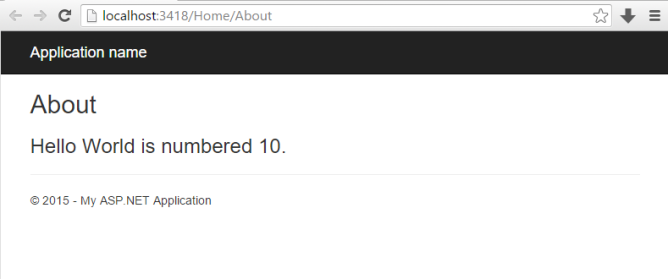 localhost:3418/Home/About
Application name
About
Hello World is numbered 10.
© 2015 - My ASP.NET Application